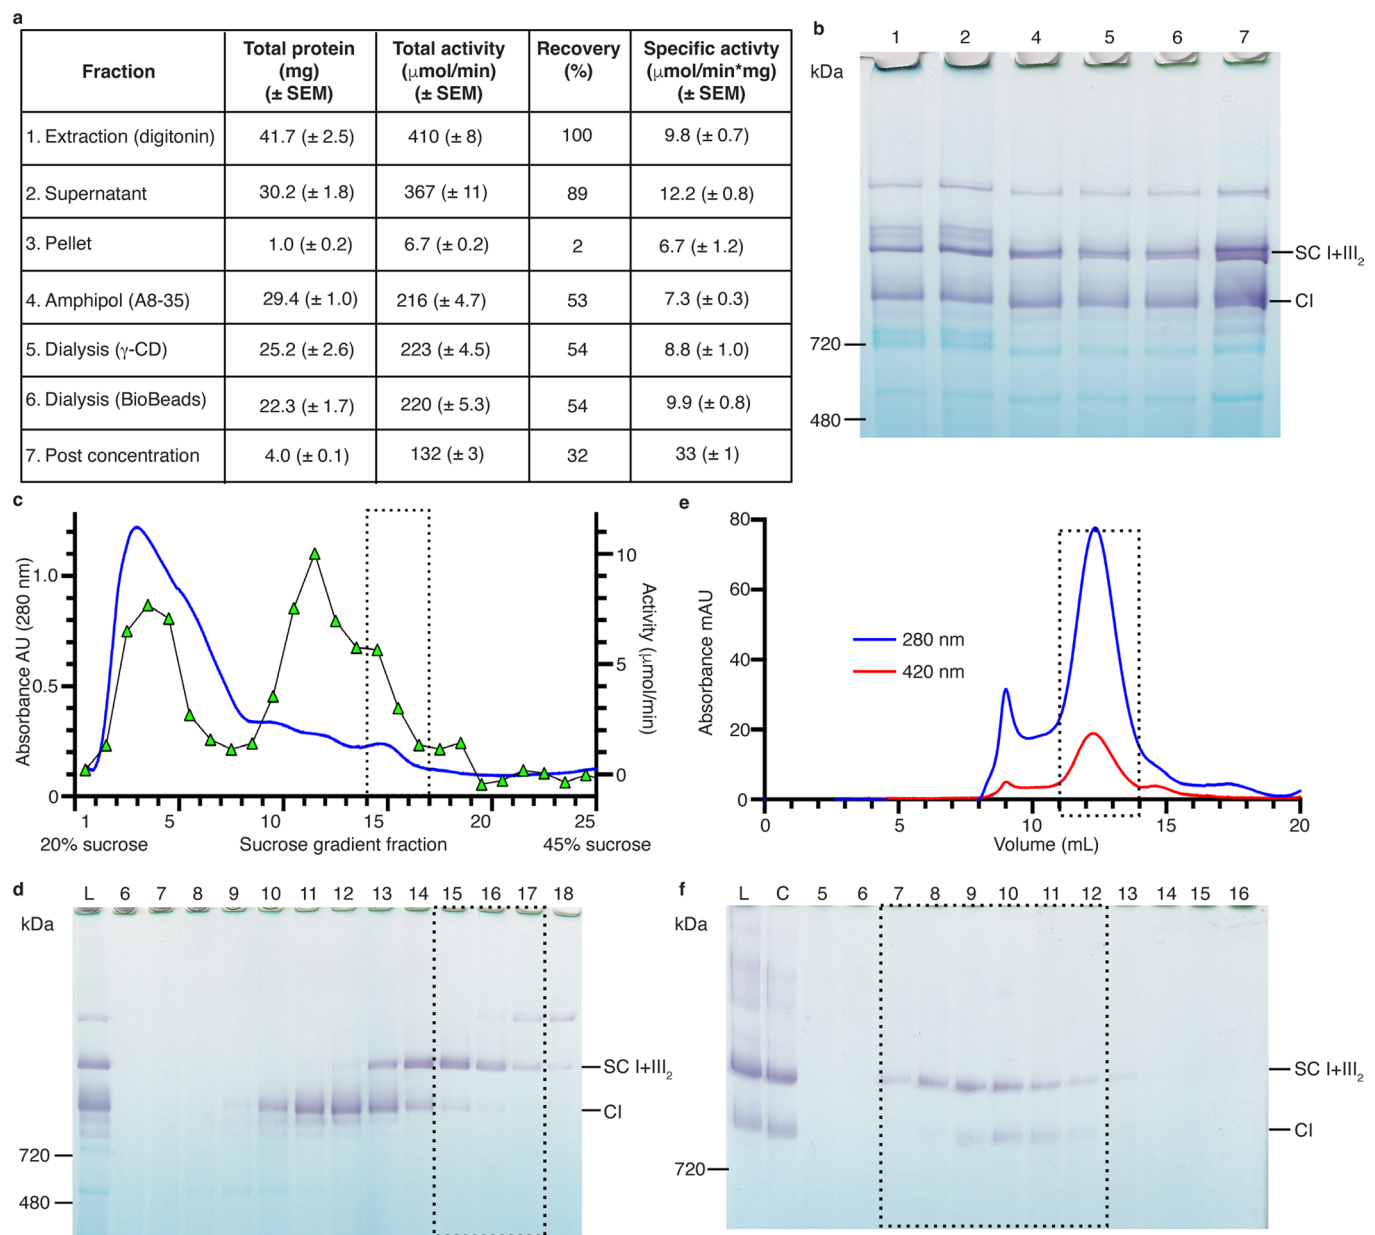 a
Fraction
Total protein
(mg)
(± SEM)
Total activity
(μmol/min)
(± SEM)
Recovery
(%)
Specific activty
(μmol/min*mg)
(± SEM)
1. Extraction (digitonin) 41.7 (± 2.5) 410 (± 8) 100 9.8 (± 0.7)
2. Supernatant 30.2 (± 1.8) 367 (± 11) 89 12.2 (± 0.8)
3. Pellet 1.0 (± 0.2) 6.7 (± 0.2) 2 6.7 (± 1.2)
4. Amphipol (A8-35) 29.4 (± 1.0) 216 (± 4.7) 53 7.3 (± 0.3)
5. Dialysis (γ-CD) 25.2 (± 2.6) 223 (± 4.5) 54 8.8 (± 1.0)
6. Dialysis (BioBeads) 22.3 (± 1.7) 220 (± 5.3) 54 9.9 (± 0.8)
7. Post concentration 4.0 (± 0.1) 132 (± 3) 32 33 (± 1)
b
1 2 4 5 6 7
kDa
SC I+III2
CI
720
480
c
Absorbance AU (280 nm)
1.0
0.5
0
10
5
0
Activity (μmol/min)
1 5 10 15 20 25
20% sucrose Sucrose gradient fraction 45% sucrose
e
Absorbance mAU
80
60
40
20
0
280 nm
420 nm
0 5 10 15 20
Volume (mL)
d
L 6 7 8 9 10 11 12 13 14 15 16 17 18
kDa
SC I+III2
CI
720
480
f
L C 5 6 7 8 9 10 11 12 13 14 15 16
kDa
SC I+III2
CI
720